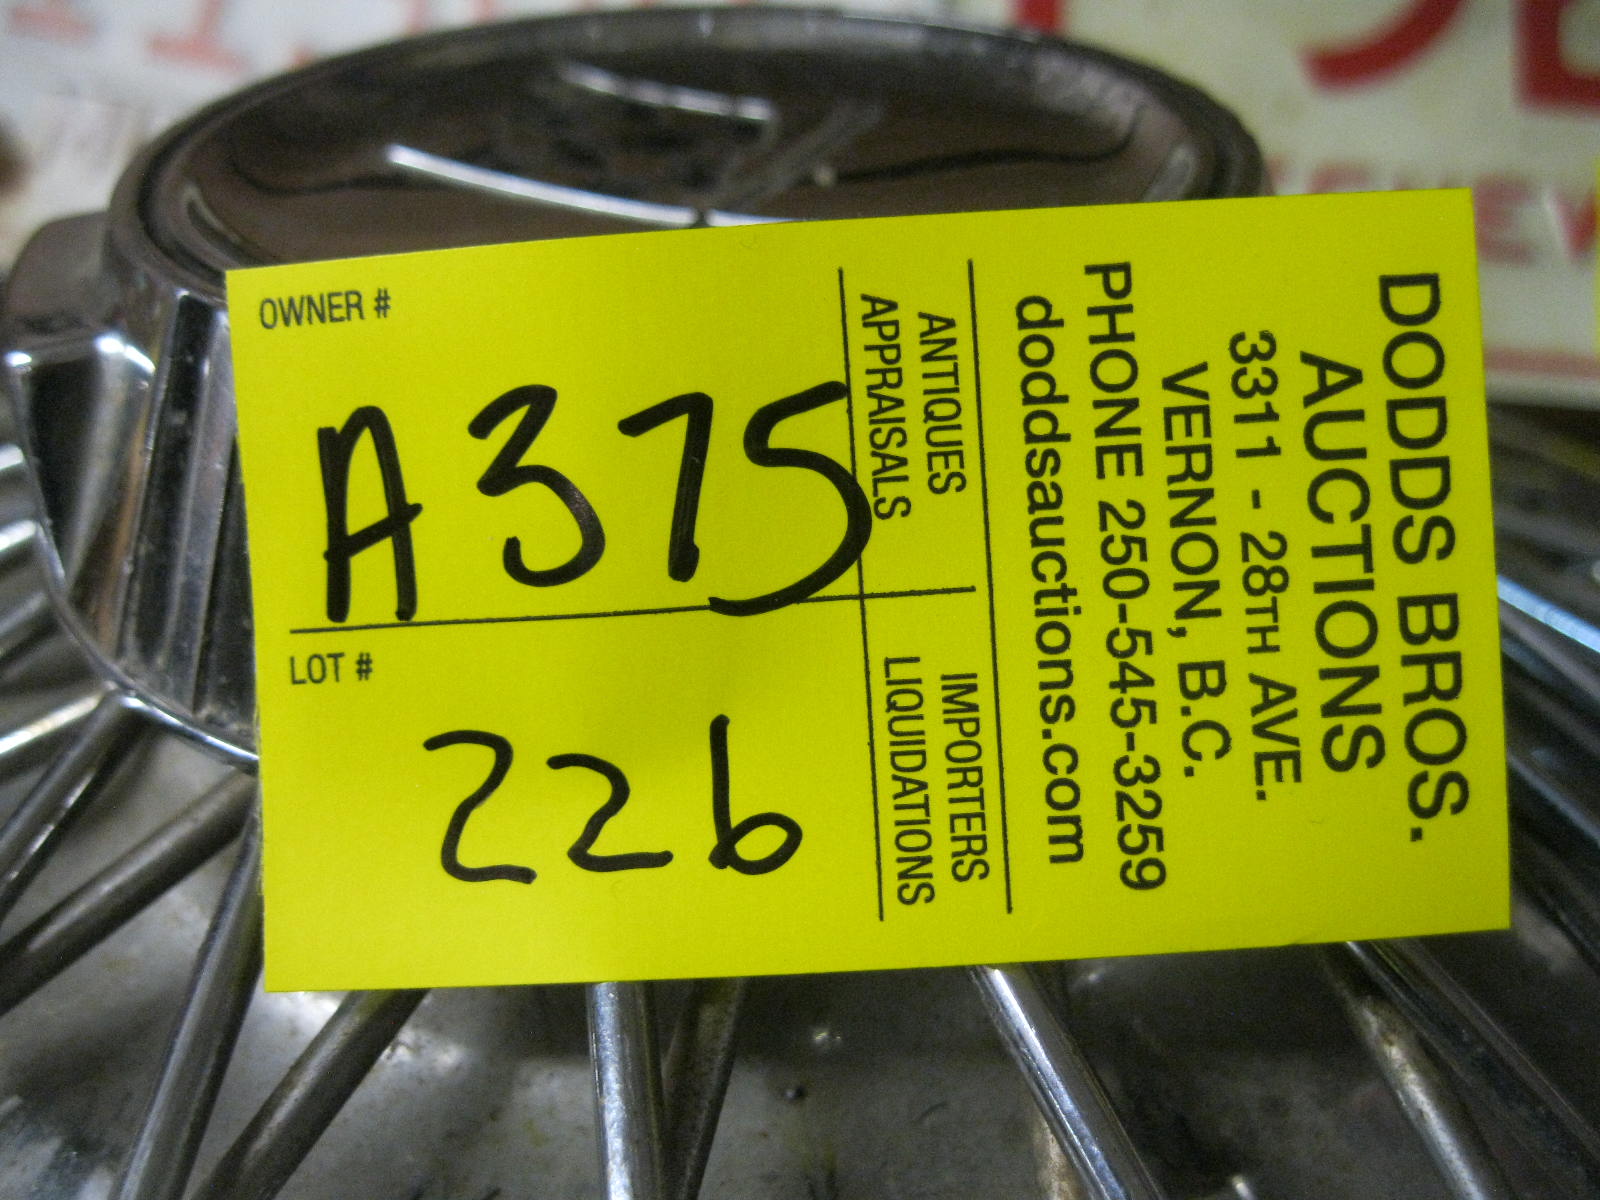 OWNER #
A 375
LOT #
226
ANTIQUES
APPRAISALS
IMPORTERS
LIQUIDATIONS
DODDS BROS.
AUCTIONS
3311 - 28TH AVE.
VERNON, B.C.
PHONE 250-545-3259
doddsauctions.com